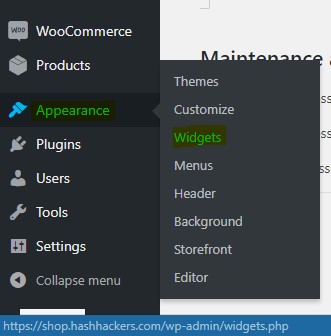 WooCommerce
Products
Appearance
Plugins
Users
Tools
Settings
Collapse menu
Maintenance a
Themes
Customize
Widgets
Menus
Header
Background
Storefront
Editor
https://shop.hashhackers.com/wp-admin/widgets.php